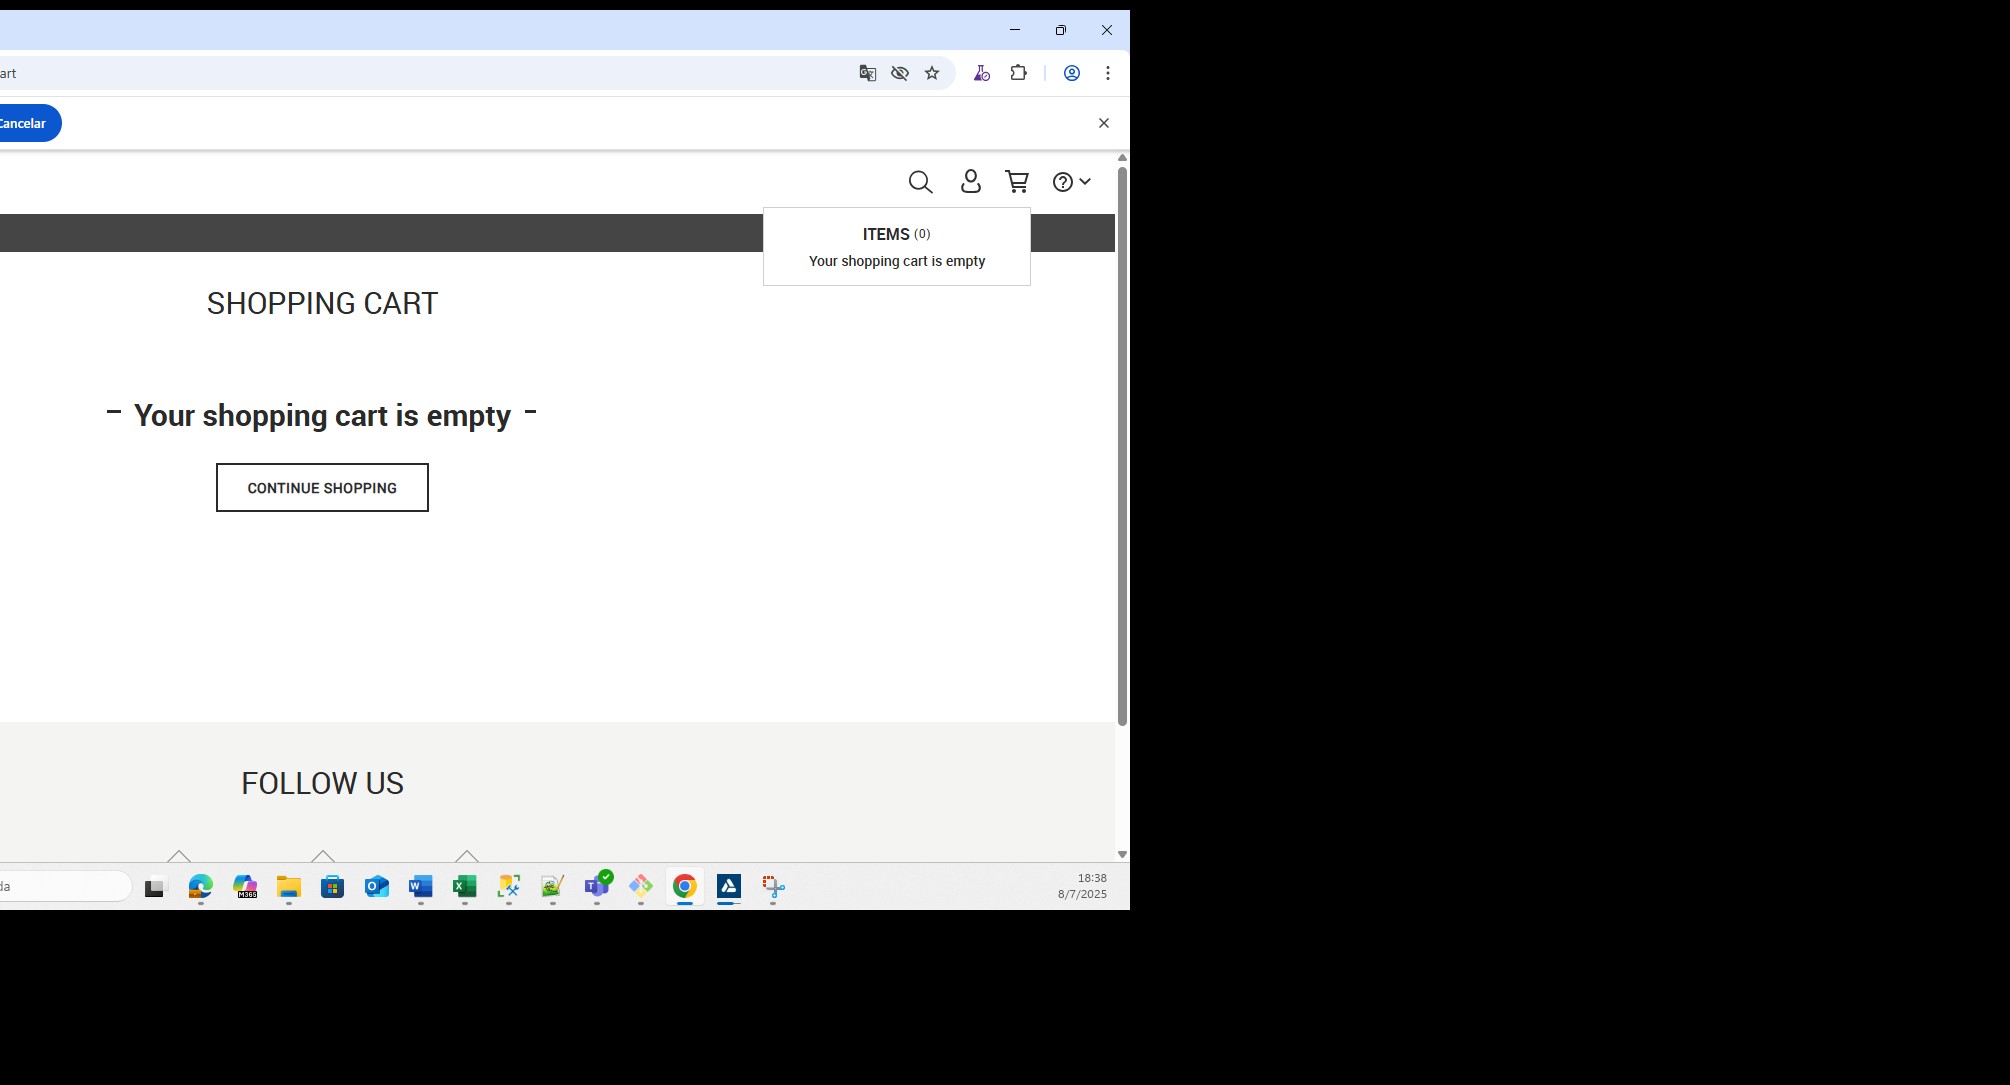 art
Cancelar
ITEMS (0)
Your shopping cart is empty
SHOPPING CART
- Your shopping cart is empty -
CONTINUE SHOPPING
FOLLOW US
da
M365
18:38
8/7/2025